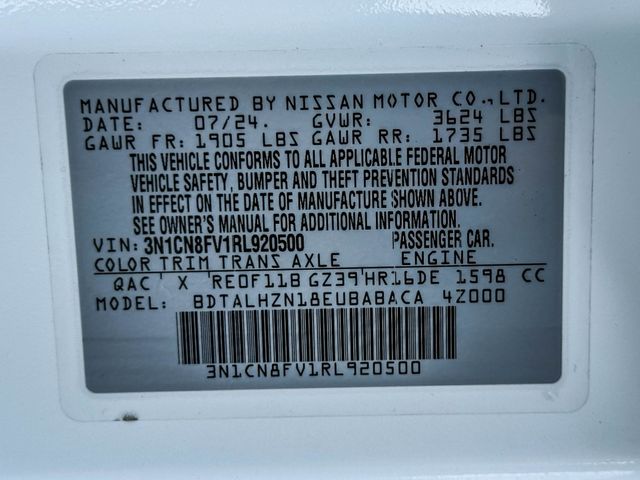 MANUFACTURED BY NISSAN MOTOR CO.,LTD.
DATE: 07/24. GVWR: 3624 LBS
GAWR FR: 1905 LBS GAWR RR: 1735 LBS
THIS VEHICLE CONFORMS TO ALL APPLICABLE FEDERAL MOTOR
VEHICLE SAFETY, BUMPER AND THEFT PREVENTION STANDARDS
IN EFFECT ON THE DATE OF MANUFACTURE SHOWN ABOVE.
SEE OWNER'S MANUAL FOR ADDITIONAL INFORMATION.
VIN: 3N1CN8FV1RL920500 PASSENGER CAR.
COLOR TRIM TRANS AXLE ENGINE
QAC X RE0F11B GZ39 HR16DE 1598 CC
MODEL: BDTALHZN18EUBABACA 4Z000
3N1CN8FV1RL920500